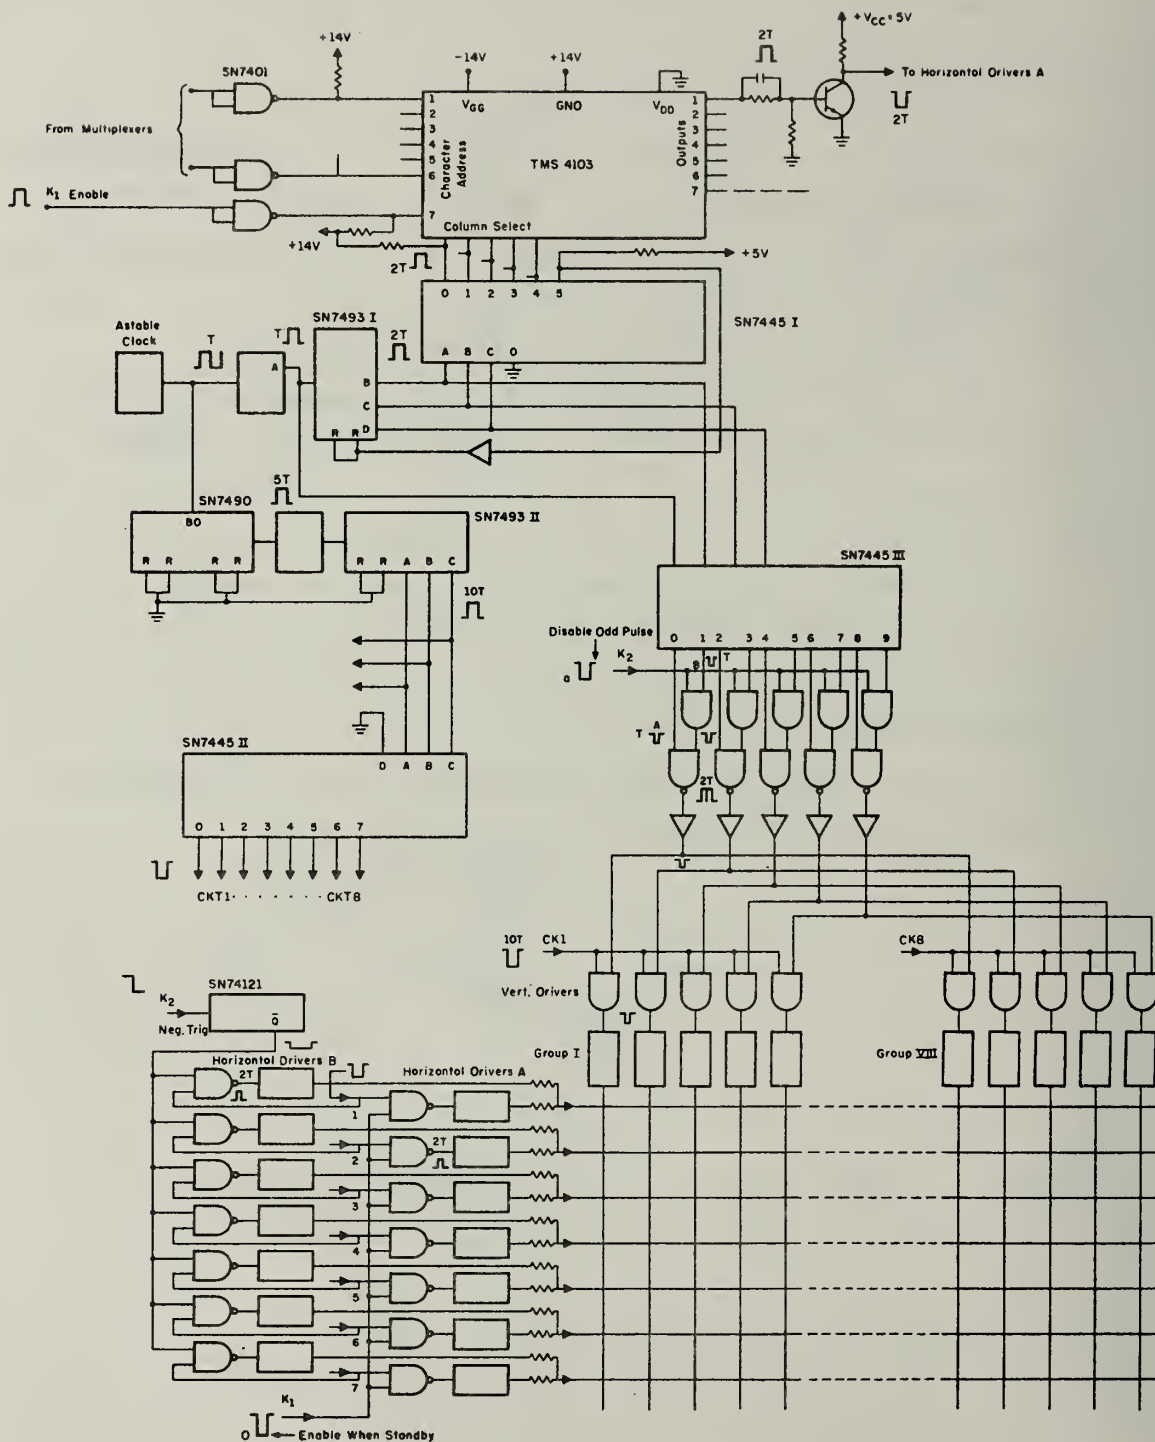 +VCC = 5V
2T
+14V
SN7401
-14V
+14V
To Horizontal Drivers A
1
VGG
GNO
VDD
1
2
2
2T
From Multiplexers
3
3
4
Character Address
TMS 4103
Outputs
4
5
5
6
6
K1 Enable
7
7
Column Select
+14V
+5V
2T
0 1 2 3 4 5
SN7493 I
SN7445 I
Astable Clock
T
T
2T
A
A B C D
B
C
R R D
5T
SN7490
SN7493 II
BD
R R R R
R R A B C
SN7445 III
10T
0 1 2 3 4 5 6 7 8 9
Disable Odd Pulse
K2
B
T
a
A
T
SN7445 II
D A B C
2T
0 1 2 3 4 5 6 7
CKT1 · · · · · · · CKT8
10T
CK1
CK8
SN74121
K2
Vert. Drivers
Q̄
Neg. Trig
Group I
Group VIII
Horizontal Drivers B
2T
Horizontal Drivers A
1
2T
2
3
4
5
6
7
K1
0
Enable When Standby